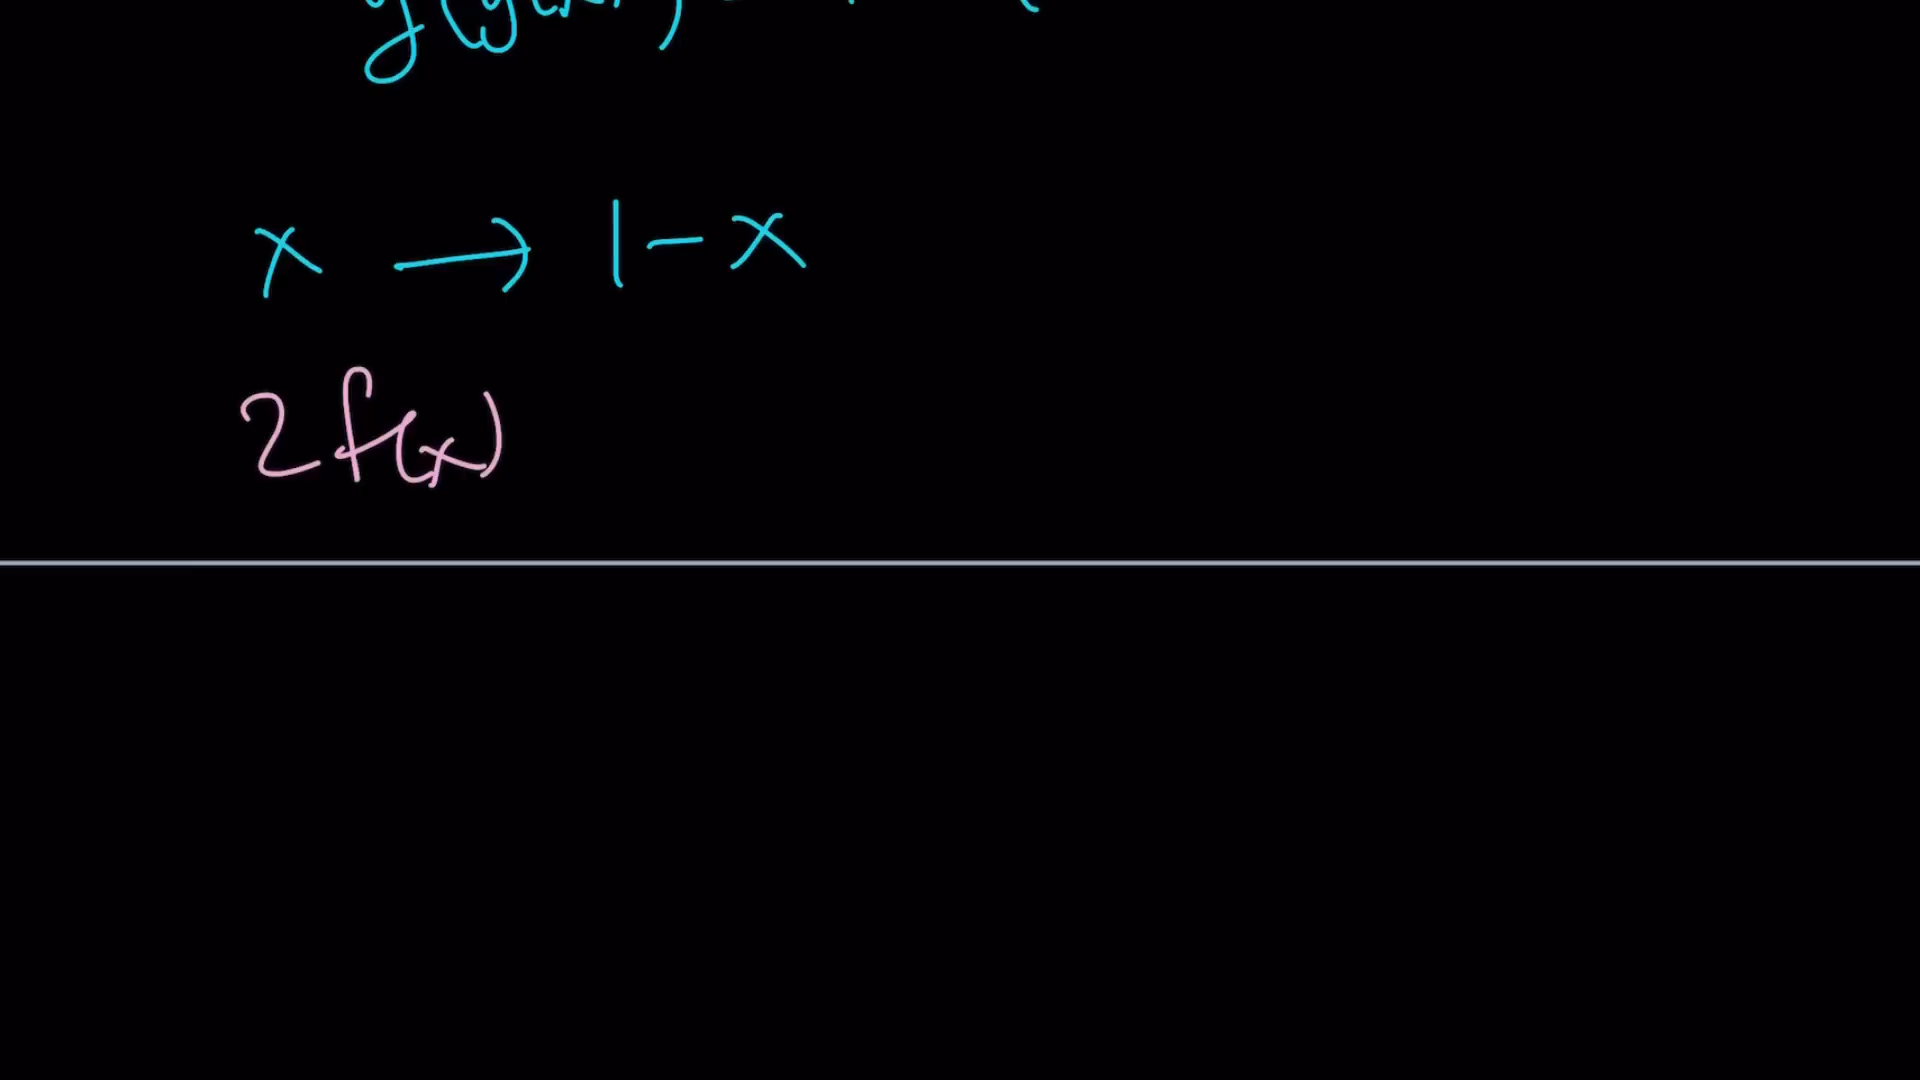 x → 1-x
2f(x)